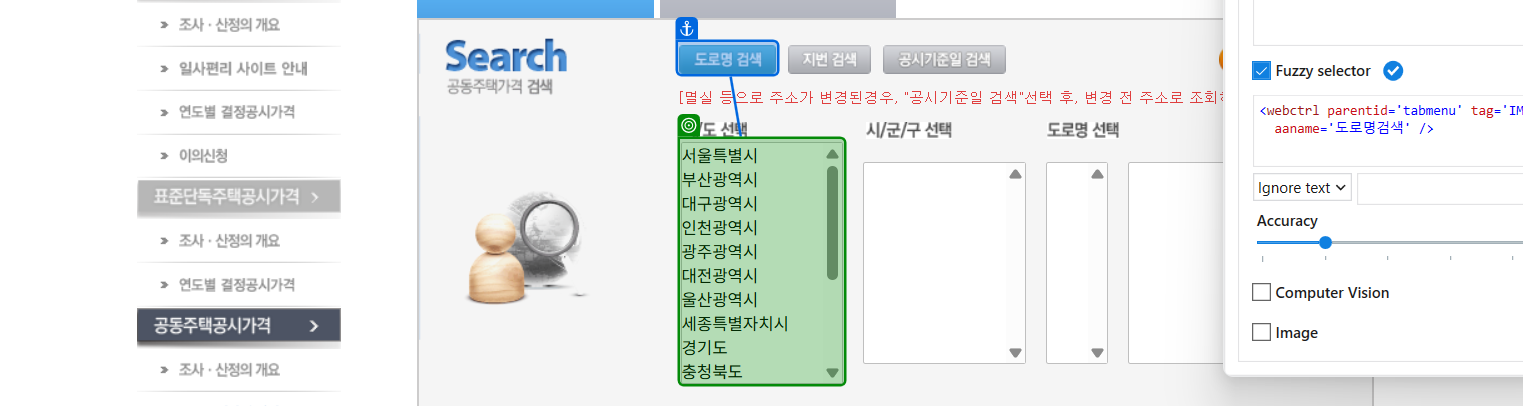 조사 · 산정의 개요
일사편리 사이트 안내
연도별 결정공시가격
이의신청
표준단독주택공시가격
조사 · 산정의 개요
연도별 결정공시가격
공동주택공시가격
조사 · 산정의 개요
Search
공동주택가격 검색
도로명 검색
지번 검색
공시기준일 검색
[멸실 등으로 주소가 변경된경우, "공시기준일 검색"선택 후, 변경 전 주소로 조회
/도 선택
시/군/구 선택
도로명 선택
서울특별시
부산광역시
대구광역시
인천광역시
광주광역시
대전광역시
울산광역시
세종특별자치시
경기도
충청북도
Fuzzy selector
<webctrl parentid='tabmenu' tag='IM
aaname='도로명검색' />
Ignore text
Accuracy
Computer Vision
Image